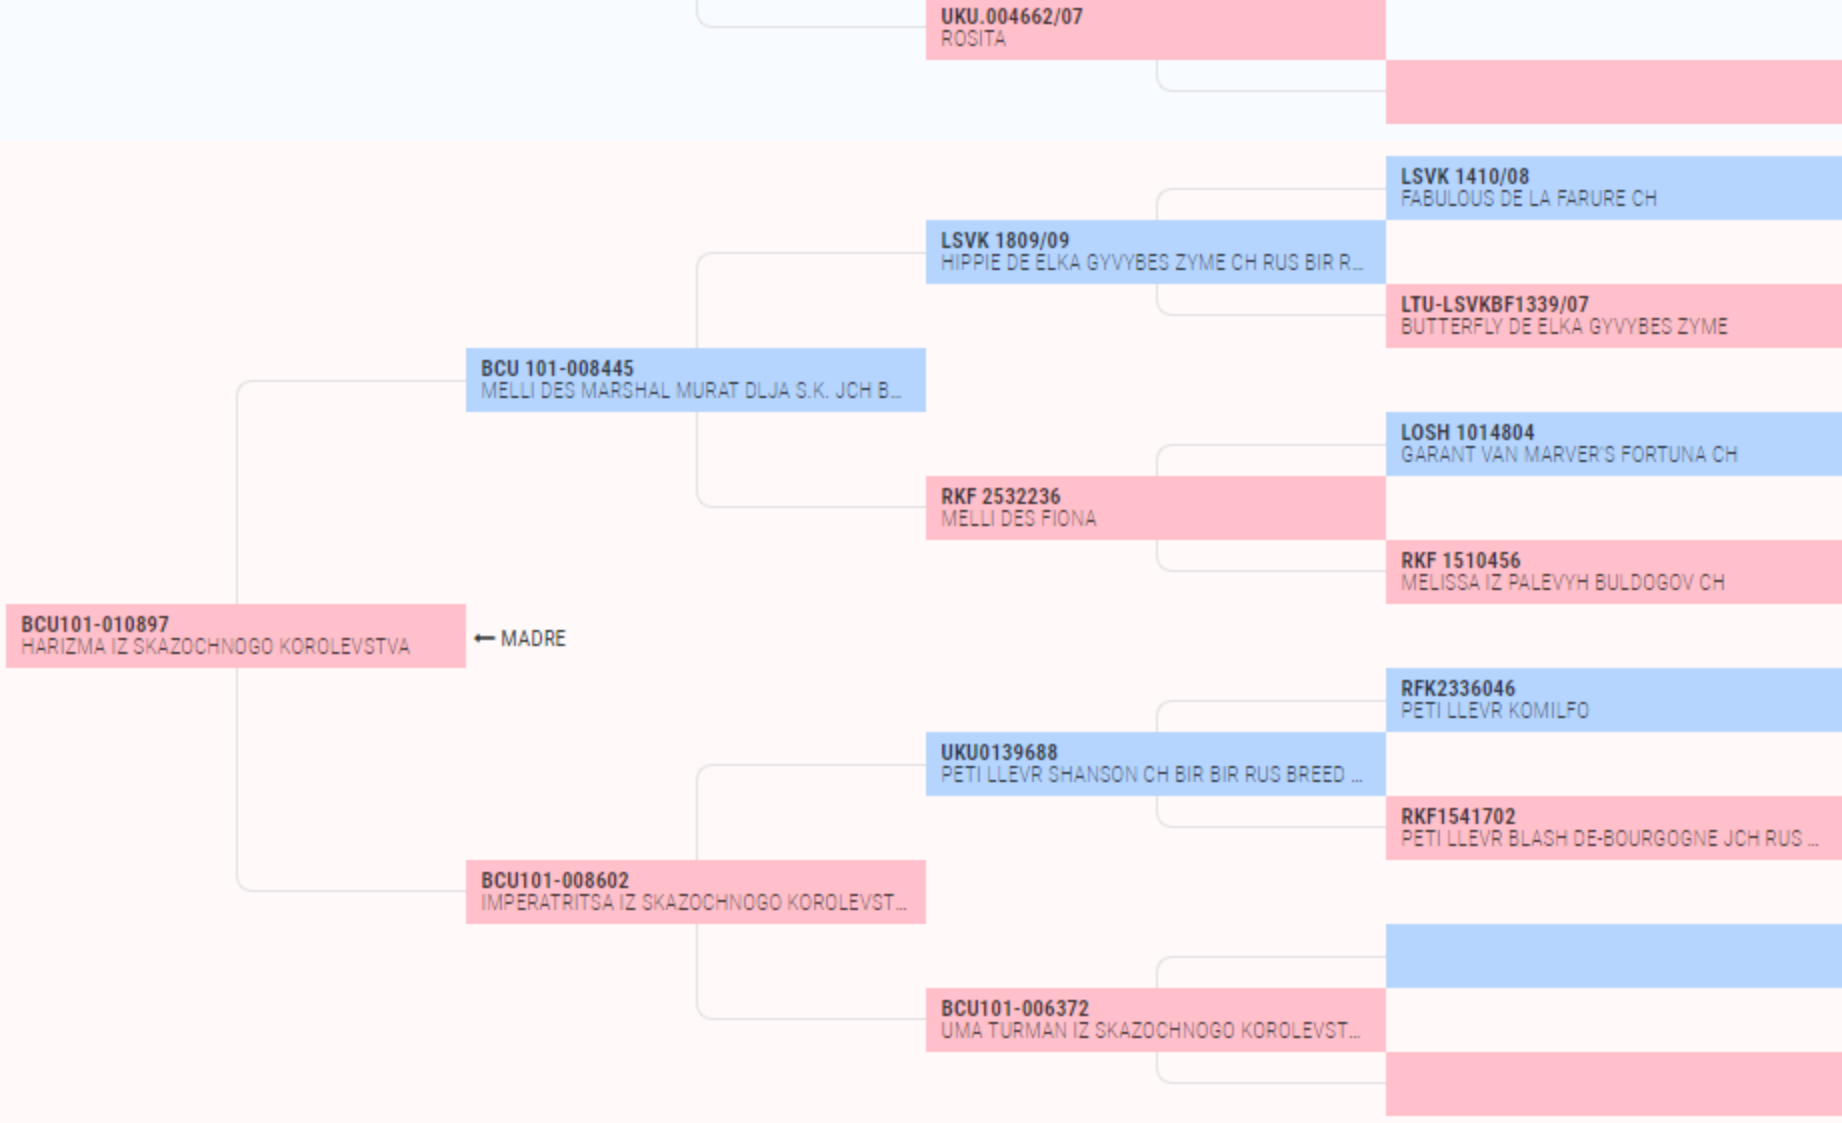 UKU.004662/07
ROSITA
LSVK 1410/08
FABULOUS DE LA FARURE CH
LSVK 1809/09
HIPPIE DE ELKA GYVYBES ZYME CH RUS BIR R...
LTU-LSVKBF1339/07
BUTTERFLY DE ELKA GYVYBES ZYME
BCU 101-008445
MELLI DES MARSHAL MURAT DLJA S.K. JCH B...
LOSH 1014804
GARANT VAN MARVER'S FORTUNA CH
RKF 2532236
MELLI DES FIONA
RKF 1510456
MELISSA IZ PALEVYH BULDOGOV CH
BCU101-010897
HARIZMA IZ SKAZOCHNOGO KOROLEVSTVA
← MADRE
RFK2336046
PETI LLEVR KOMILFO
UKU0139688
PETI LLEVR SHANSON CH BIR BIR RUS BREED ...
RKF1541702
PETI LLEVR BLASH DE-BOURGOGNE JCH RUS ...
BCU101-008602
IMPERATRITSA IZ SKAZOCHNOGO KOROLEVST...
BCU101-006372
UMA TURMAN IZ SKAZOCHNOGO KOROLEVST...